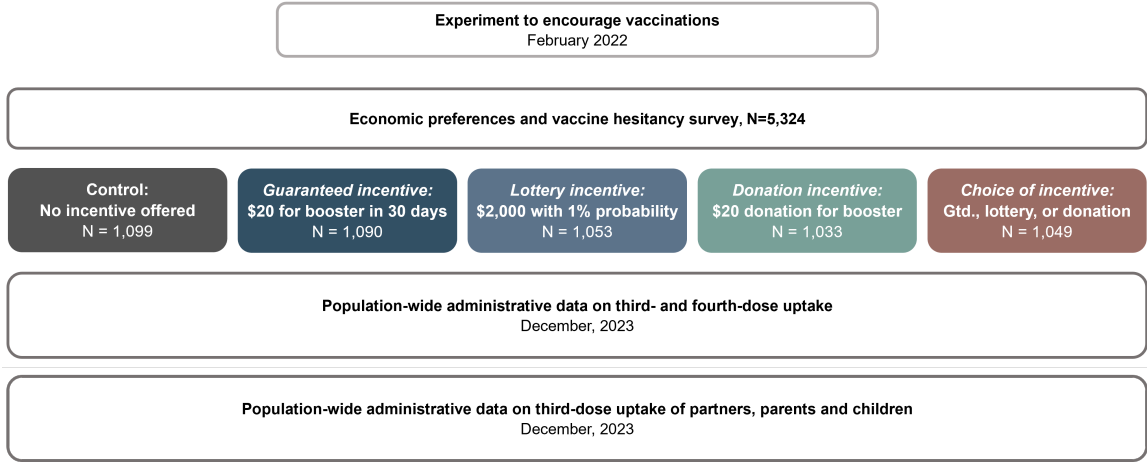 Experiment to encourage vaccinations
February 2022
Economic preferences and vaccine hesitancy survey, N=5,324
Control:
No incentive offered
N = 1,099
Guaranteed incentive:
$20 for booster in 30 days
N = 1,090
Lottery incentive:
$2,000 with 1% probability
N = 1,053
Donation incentive:
$20 donation for booster
N = 1,033
Choice of incentive:
Gtd., lottery, or donation
N = 1,049
Population-wide administrative data on third- and fourth-dose uptake
December, 2023
Population-wide administrative data on third-dose uptake of partners, parents and children
December, 2023